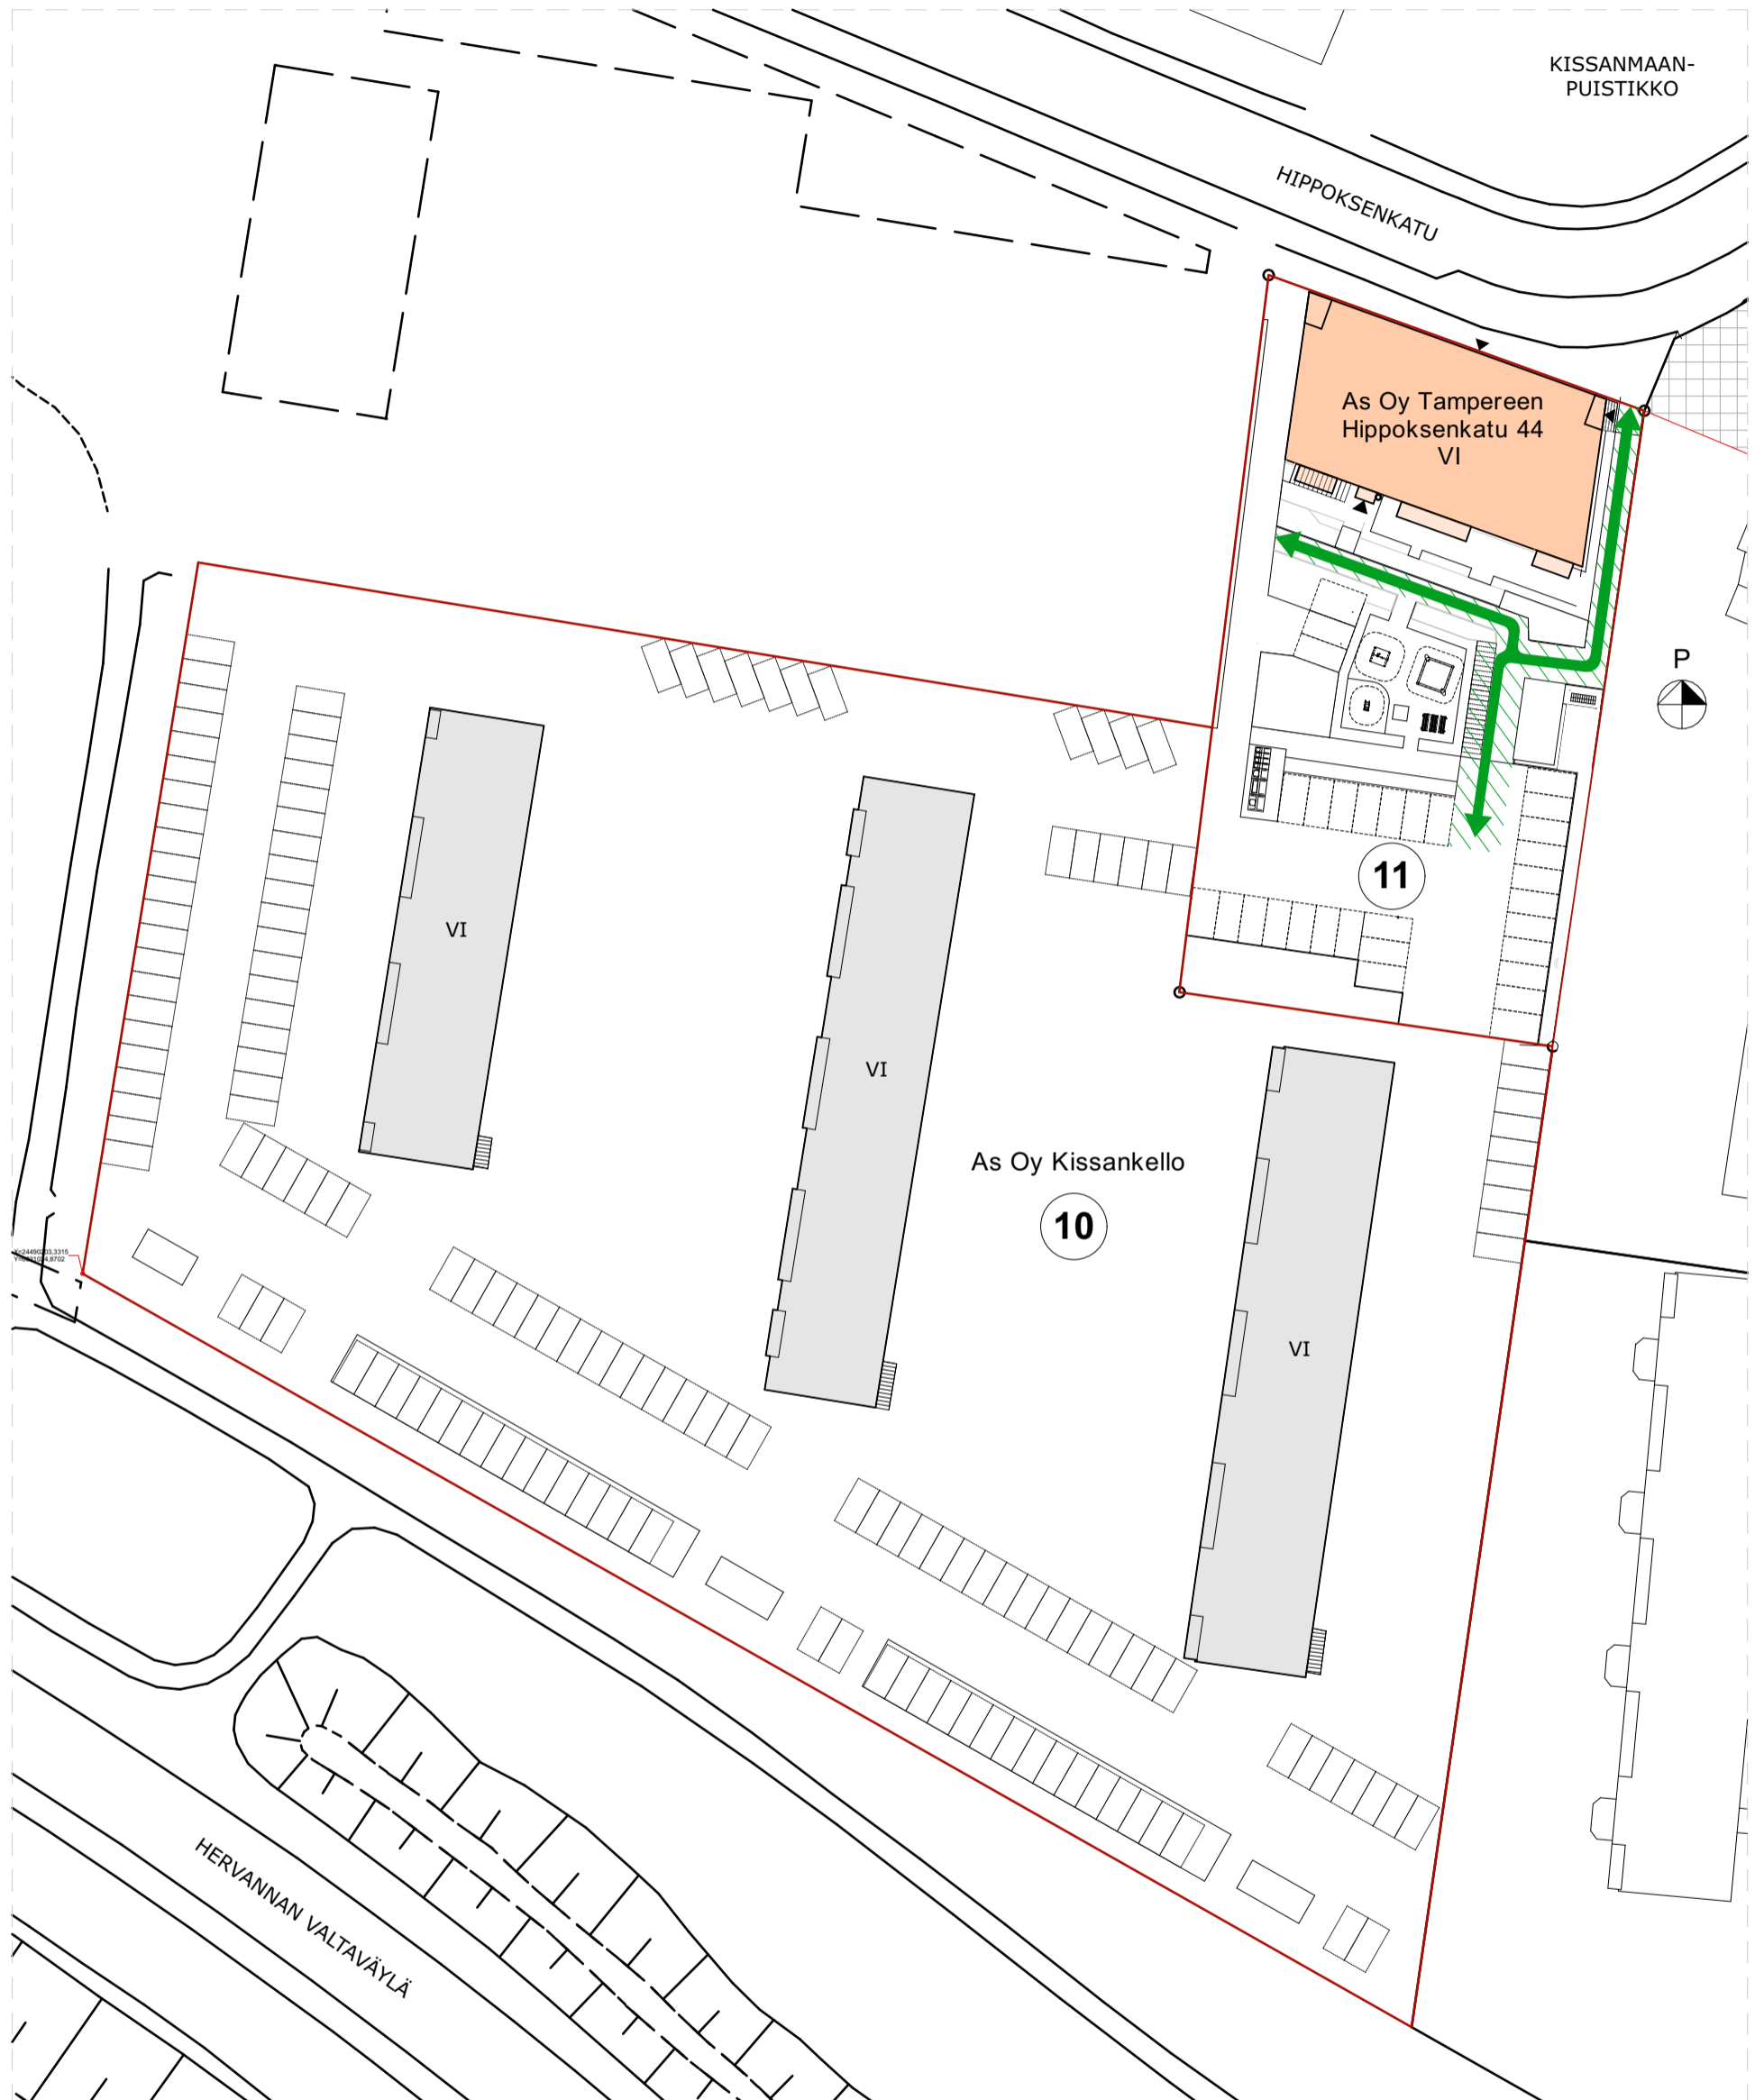 KISSANMAAN-
PUISTIKKO
HIPPOKSENKATU
As Oy Tampereen
Hippoksenkatu 44
VI
P
11
VI
VI
As Oy Kissankello
10
VI
HERVANNAN VALTAVÄYLÄ